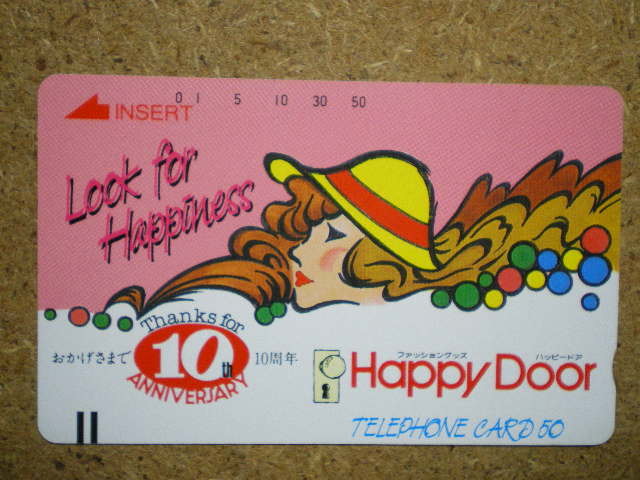 INSERT
0 1 5 10 30 50
Look for
Happiness
Thanks for
おかげさまで 10th 10周年
ANNIVERJARY
ファッショングッズ ハッピードア
Happy Door
TELEPHONE CARD 50